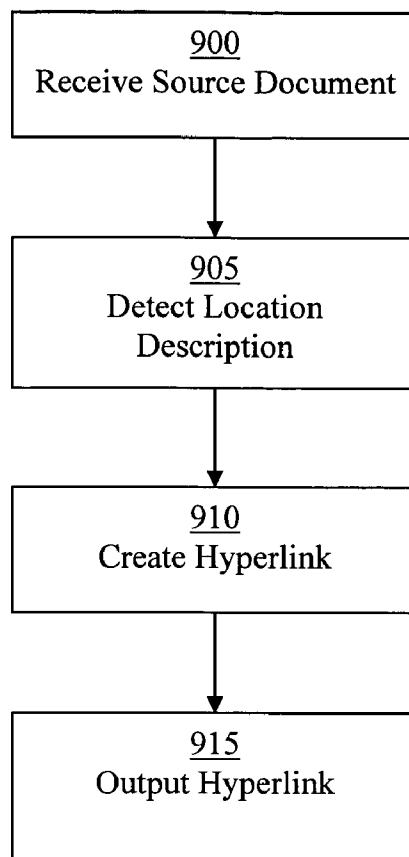 900
Receive Source Document
905
Detect Location
Description
910
Create Hyperlink
915
Output Hyperlink